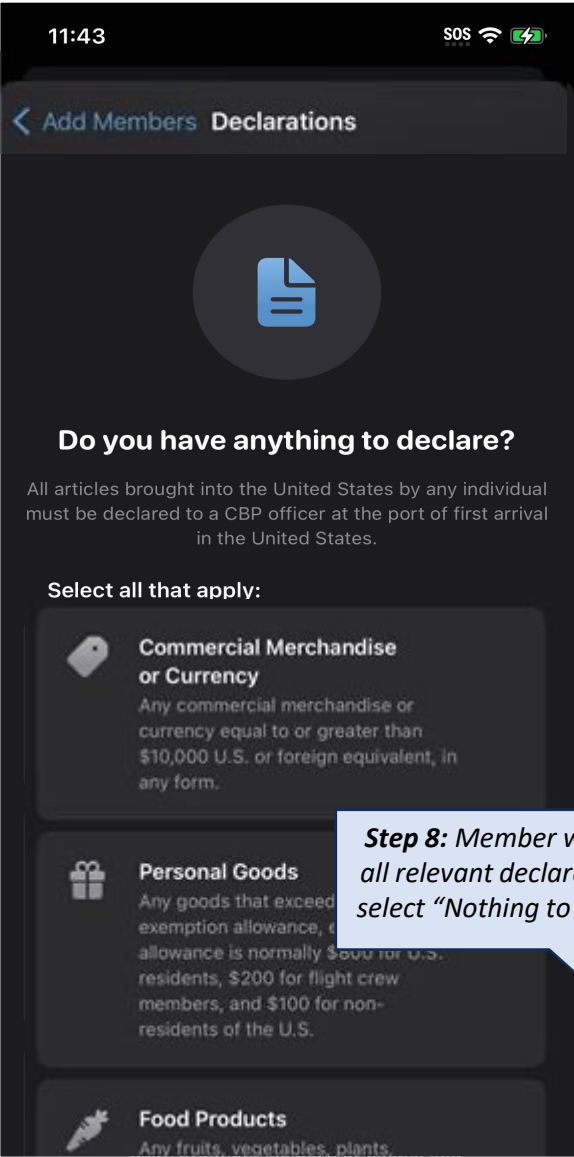 11:43
SOS
Add Members Declarations
Do you have anything to declare?
All articles brought into the United States by any individual
must be declared to a CBP officer at the port of first arrival
in the United States.
Select all that apply:
Commercial Merchandise
or Currency
Any commercial merchandise or
currency equal to or greater than
$10,000 U.S. or foreign equivalent, in
any form.
Step 8: Member
all relevant
select “Nothing to
Personal Goods
Any goods that exceed
exemption allowance,
allowance is normally $800 for U.S.
residents, $200 for flight crew
members, and $100 for non-
residents of the U.S.
Food Products
Any fruits, vegetables, plants,